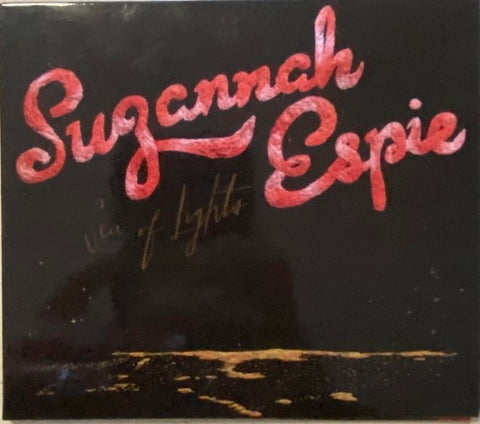 Suzannah
Espie
Sea of Lights